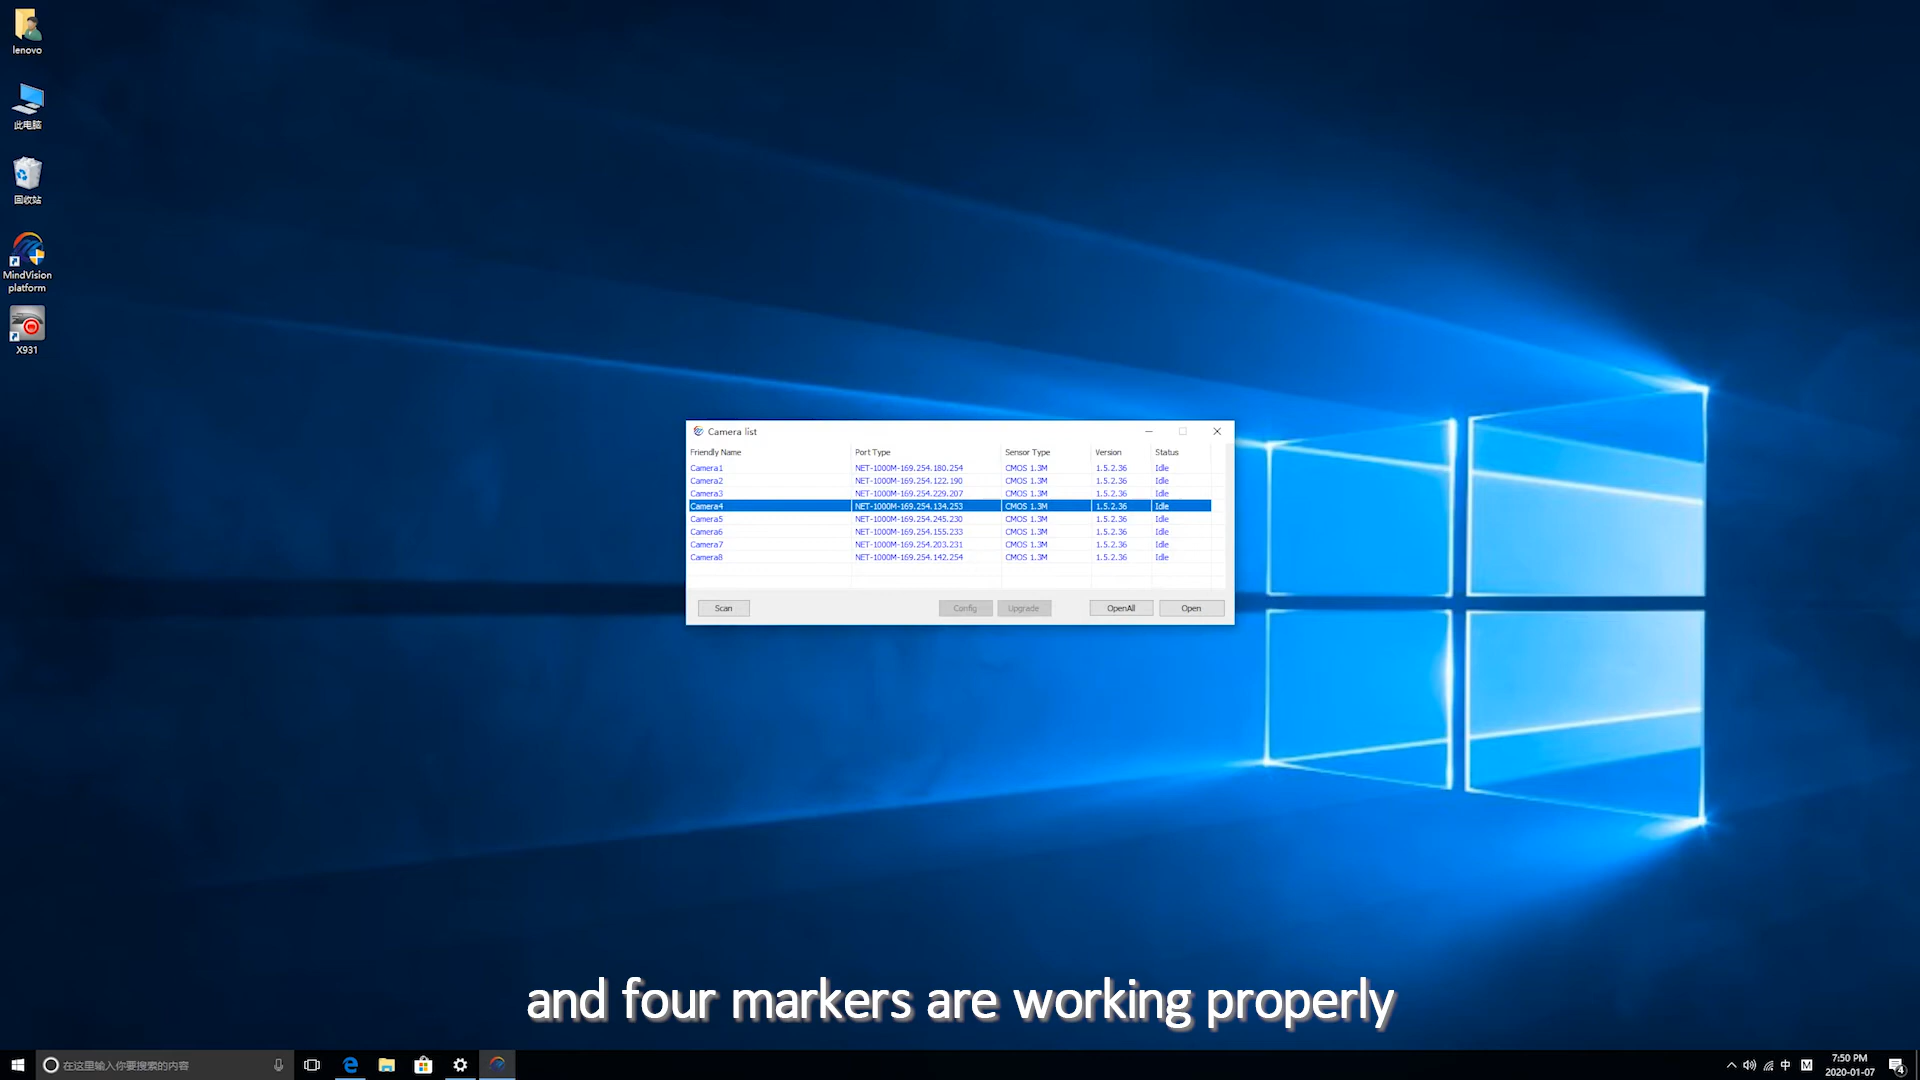 lenovo
此电脑
回收站
MindVision
platform
X931
Camera list
Friendly Name Port Type Sensor Type Version Status
Camera1 NET-1000M-169.254.180.254 CMOS 1.3M 1.5.2.36 Idle
Camera2 NET-1000M-169.254.122.190 CMOS 1.3M 1.5.2.36 Idle
Camera3 NET-1000M-169.254.229.207 CMOS 1.3M 1.5.2.36 Idle
Camera4 NET-1000M-169.254.134.253 CMOS 1.3M 1.5.2.36 Idle
Camera5 NET-1000M-169.254.245.230 CMOS 1.3M 1.5.2.36 Idle
Camera6 NET-1000M-169.254.155.233 CMOS 1.3M 1.5.2.36 Idle
Camera7 NET-1000M-169.254.203.231 CMOS 1.3M 1.5.2.36 Idle
Camera8 NET-1000M-169.254.142.254 CMOS 1.3M 1.5.2.36 Idle
Scan Config Upgrade OpenAll Open
and four markers are working properly
在这里输入你要搜索的内容
中 M
7:50 PM
2020-01-07
4